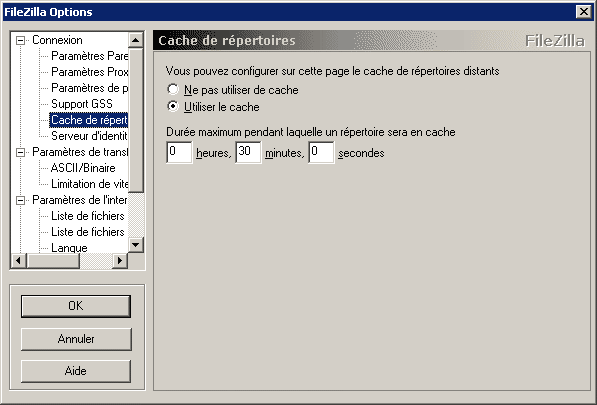 FileZilla Options
Connexion
Paramètres Pare
Paramètres Prox
Paramètres de p
Support GSS
Cache de répert
Serveur d'identit
Paramètres de transf
ASCII/Binaire
Limitation de vite
Paramètres de l'inter
Liste de fichiers
Liste de fichiers
Langue
OK
Annuler
Aide
Cache de répertoires FileZilla
Vous pouvez configurer sur cette page le cache de répertoires distants
Ne pas utiliser de cache
Utiliser le cache
Durée maximum pendant laquelle un répertoire sera en cache
0 heures, 30 minutes, 0 secondes